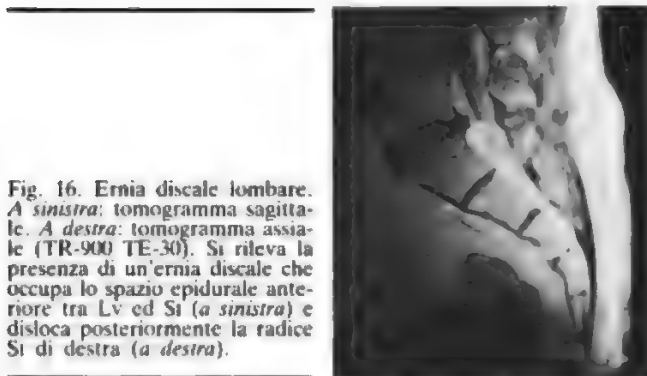 Fig. 16. Ernia discale lombare.
A sinistra: tomogramma sagitta-
le. A destra: tomogramma assia-
le (TR-900 TE-30). Si rileva la
presenza di un'ernia discale che
occupa lo spazio epidurale ante-
riore tra Lv ed S1 (a sinistra) e
disloca posteriormente la radice
S1 di destra (a destra).